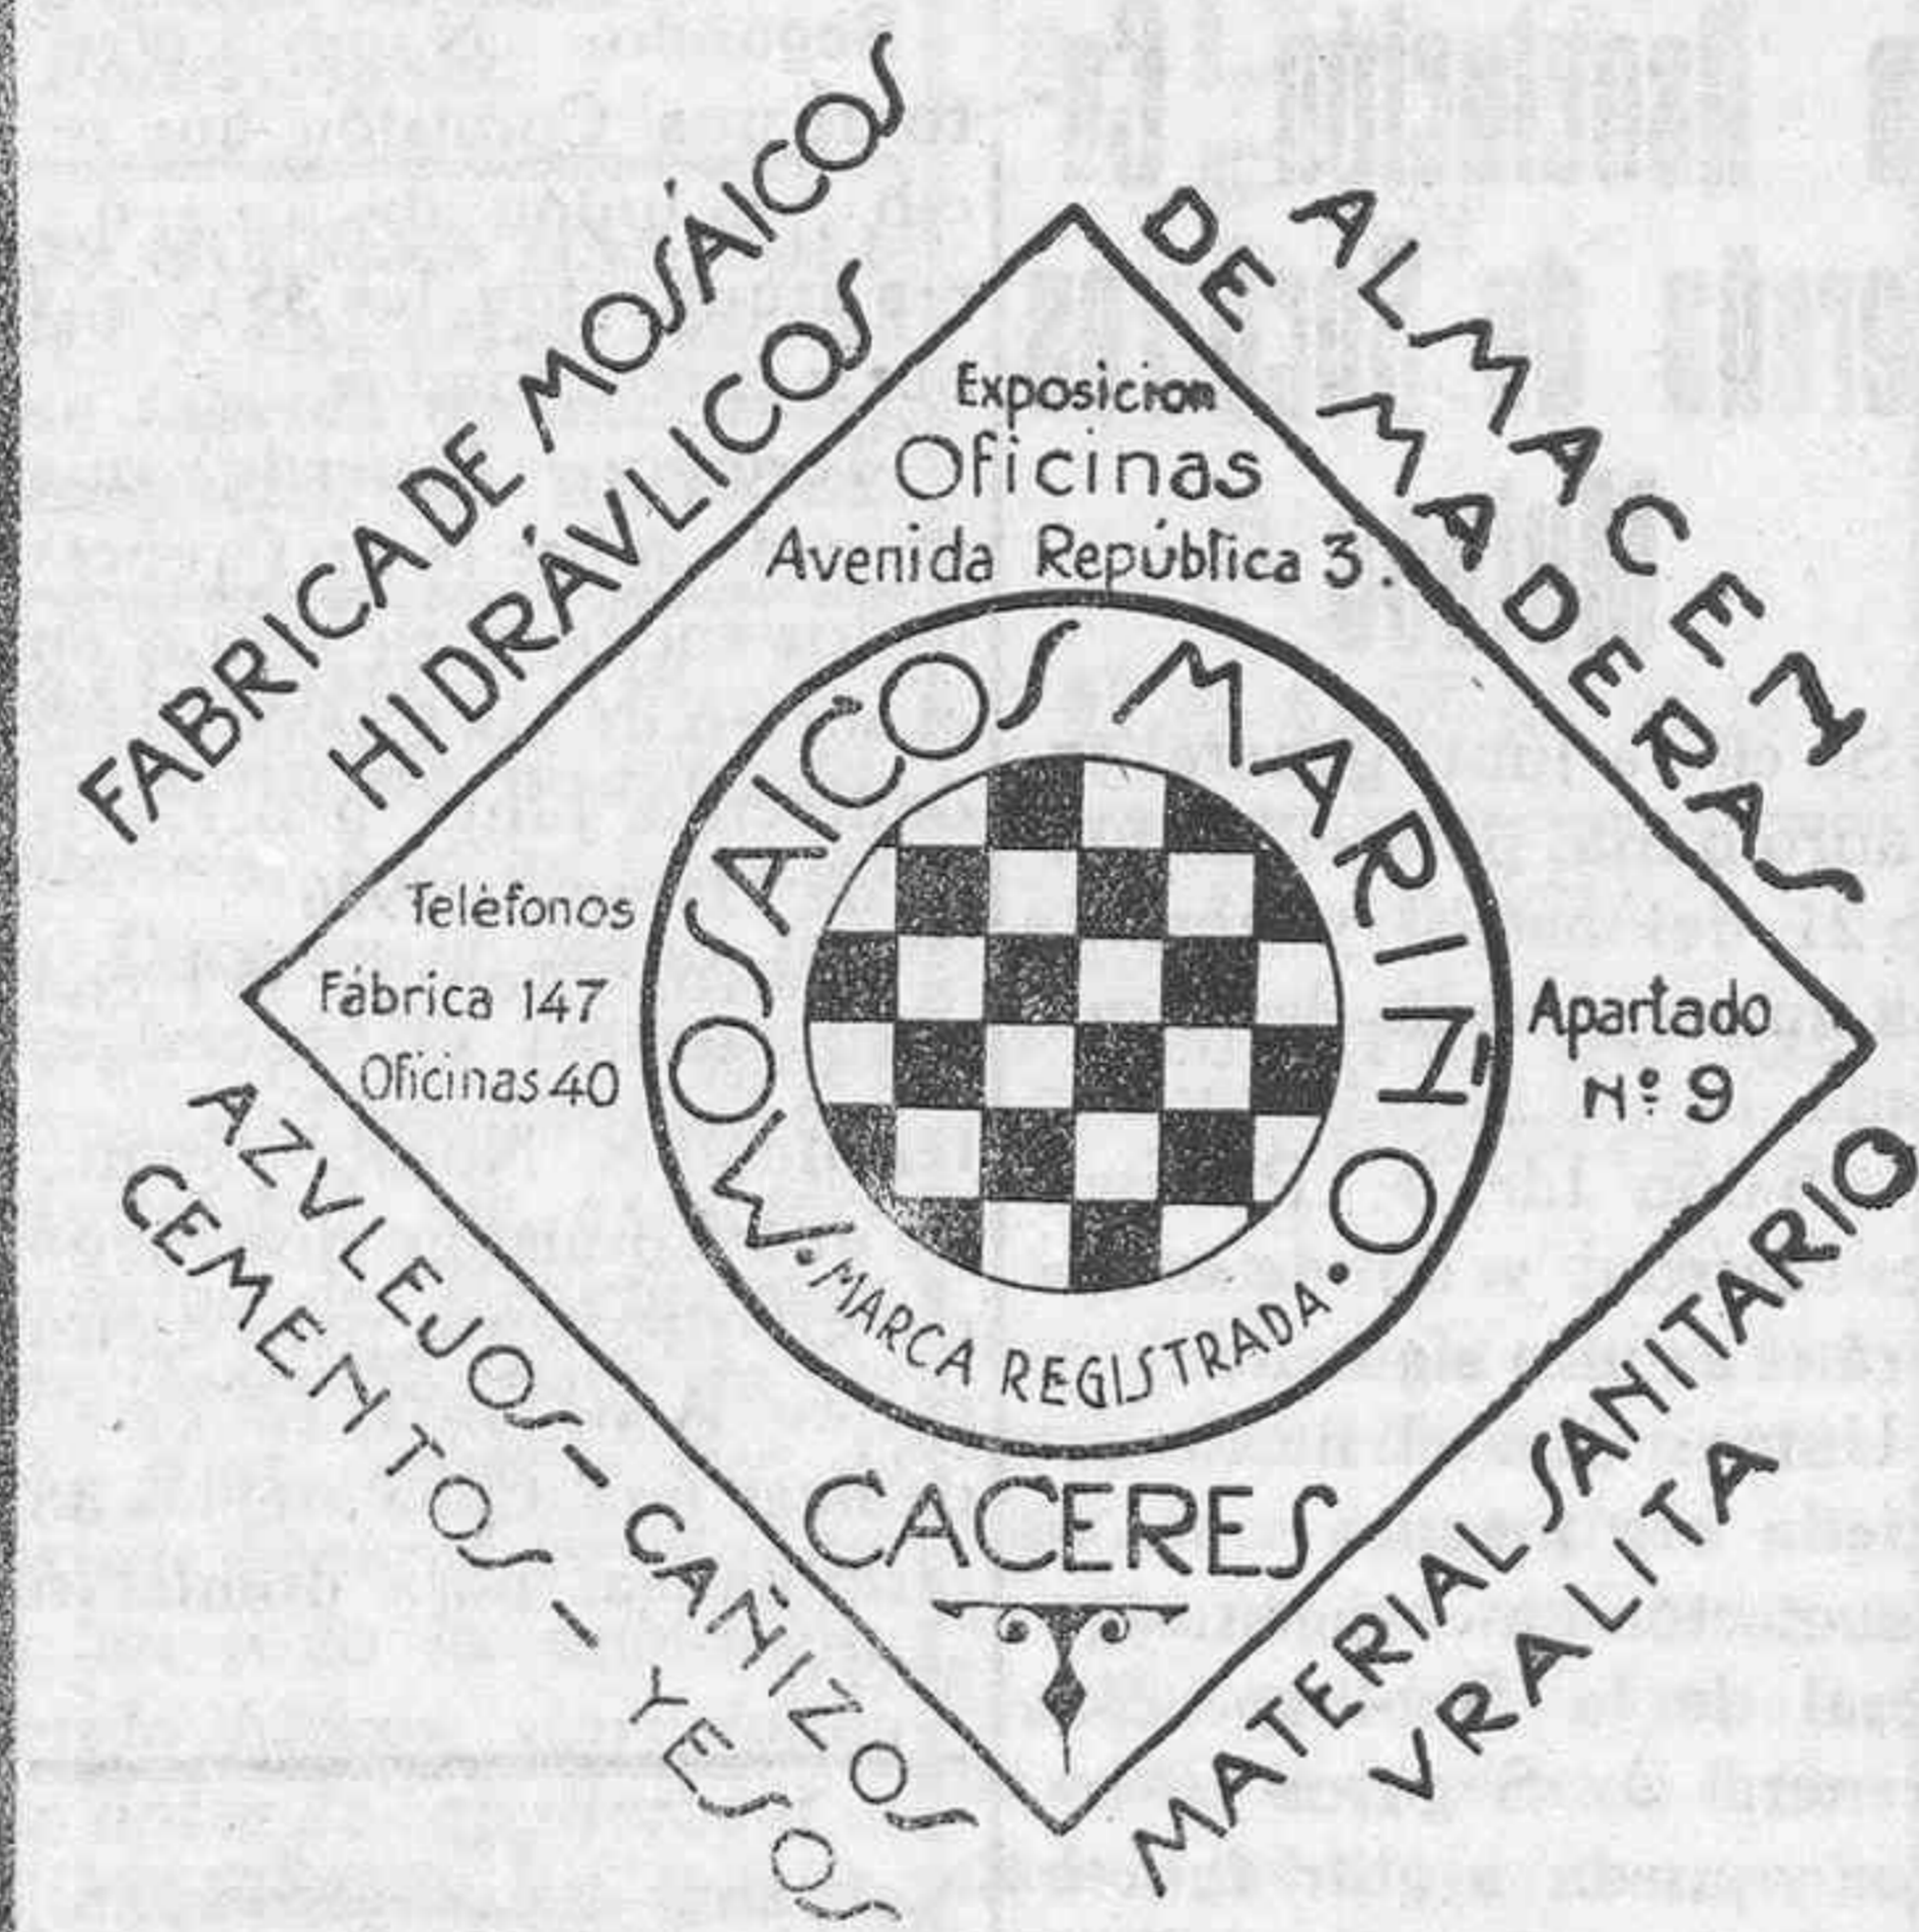 FABRICA DE MOSÁICOS
HIDRÁVLICOS
ALMACEN
DE MADERAS
Exposicion
Oficinas
Avenida República 3.
MOSAICOS MARIÑO
Teléfonos
Fábrica 147
Oficinas 40
Apartado
Nº 9
• MARCA REGISTRADA •
CACERES
AZVLEJOS - CAÑIZOS
CEMENTOS - YESOS
MATERIAL SANITARIO
VRALITA